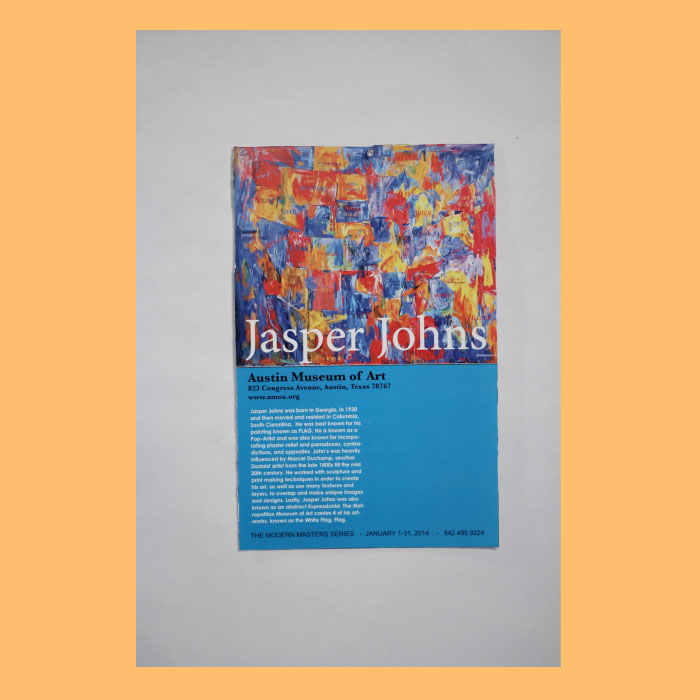 Jasper Johns
Austin Museum of Art
823 Congress Avenue, Austin, Texas 78767
www.amoa.org
Jasper Johns was born in Georgia, in 1930
and then moved and resided in Columbia,
South Caronlina. He was best known for his
painting known as FLAG. He is known as a
Pop-Artist and was also known for incorpo-
rating plaster relief and parradoxes, contra-
dictions, and opposites. John's was heavily
influenced by Marcel Duchamp, another
Dadaist artist from the late 1800s till the mid
20th century. He worked with sculpture and
print making techniques in order to create
his art, as well as use many textures and
layers, to overlap and make unique images
and designs. Lastly, Jasper Johns was also
known as an abstract Expressionist. The Met-
ropolitan Museum of Art carries 4 of his art-
works, known as the White Flag, Flag.
THE MODERN MASTERS SERIES - JANUARY 1-31, 2014 - 542.495.9224